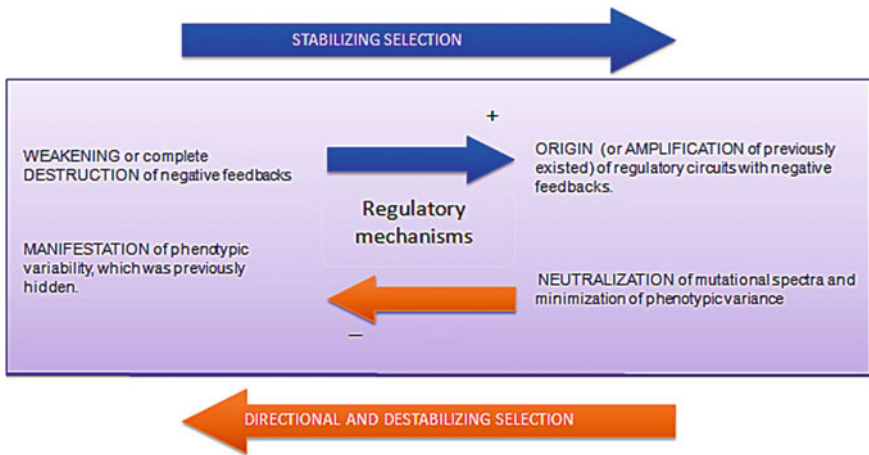 STABILIZING SELECTION
+
WEAKENING or complete
DESTRUCTION of negative feedbacks
ORIGIN (or AMPLIFICATION of previously
existed) of regulatory circuits with negative
feedbacks.
Regulatory
mechanisms
MANIFESTATION of phenotypic
variability, which was previously
hidden.
NEUTRALIZATION of mutational spectra and
minimization of phenotypic variance
–
DIRECTIONAL AND DESTABILIZING SELECTION